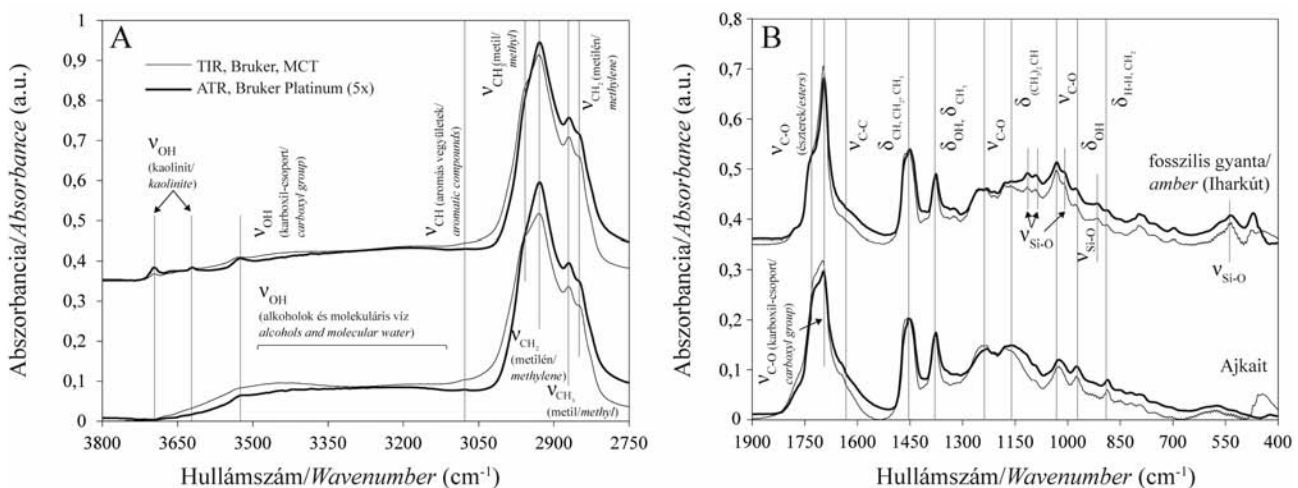 A
TIR, Bruker, MCT
ATR, Bruker Platinum (5x)
νOH
(kaolinit/
kaolinite)
νOH
(karboxil-csoport/
carboxyl group)
νCH (aromás vegyületek/
aromatic compounds)
νCH3 (metil/
methyl)
νCH2 (metilén/
methylene)
νOH
(alkoholok és molekuláris víz
alcohols and molecular water)
νCH2
(metilén/
methylene)
νCH3
(metil/methyl)
Abszorbancia/Absorbance (a.u.)
1
0,9
0,8
0,7
0,6
0,5
0,4
0,3
0,2
0,1
0
3800
3650
3500
3350
3200
3050
2900
2750
Hullámszám/Wavenumber (cm-1)
B
νC-O
(észterek/esters)
νC-C
δCH, CH2, CH3
δOH, δCH3
νC-O
δ(CH3)2 CH
νC-O
δOH
δH-H, CH2
fosszilis gyanta/
amber (Iharkút)
νSi-O
νSi-O
νSi-O
νC-O (karboxil-csoport/
carboxyl group)
Ajkait
Abszorbancia/Absorbance (a.u.)
0,8
0,7
0,6
0,5
0,4
0,3
0,2
0,1
0
1900
1750
1600
1450
1300
1150
1000
850
700
550
400
Hullámszám/Wavenumber (cm-1)